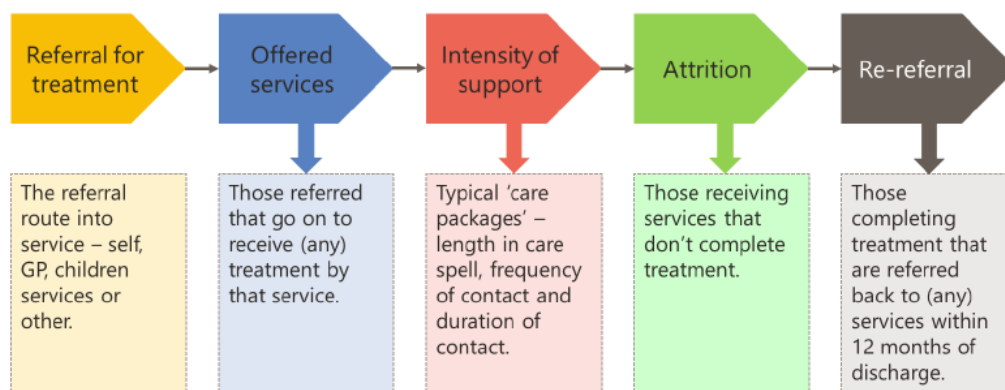 Referral for
treatment
Offered
services
Intensity of
support
Attrition
Re-referral
The referral
route into
service – self,
GP, children
services or
other.
Those referred
that go on to
receive (any)
treatment by
that service.
Typical ‘care
packages’ –
length in care
spell, frequency
of contact and
duration of
contact.
Those receiving
services that
don’t complete
treatment.
Those
completing
treatment that
are referred
back to (any)
services within
12 months of
discharge.